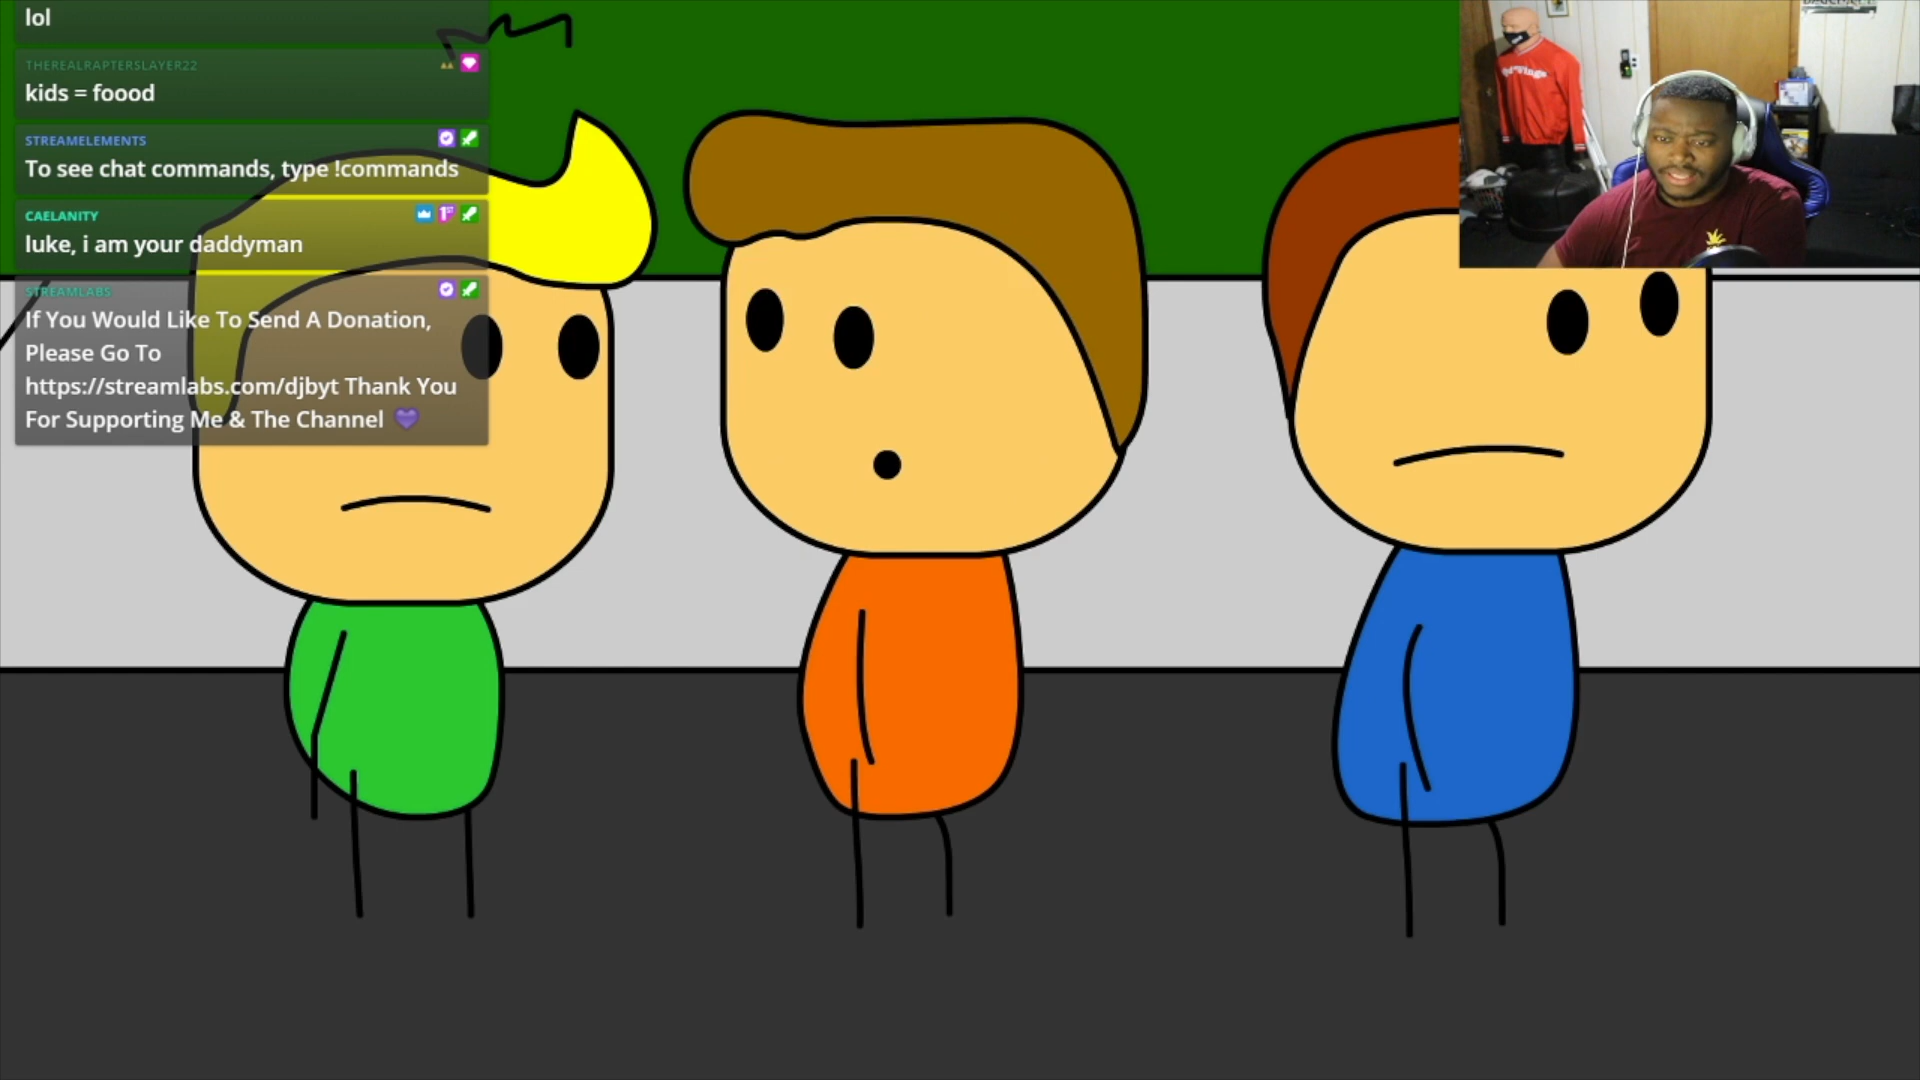 lol
THEREALRAPTERSLAYER22
kids = foood
STREAMELEMENTS
To see chat commands, type !commands
CAELANITY
luke, i am your daddyman
STREAMLABS
If You Would Like To Send A Donation,
Please Go To
https://streamlabs.com/djbyt Thank You
For Supporting Me & The Channel 💜